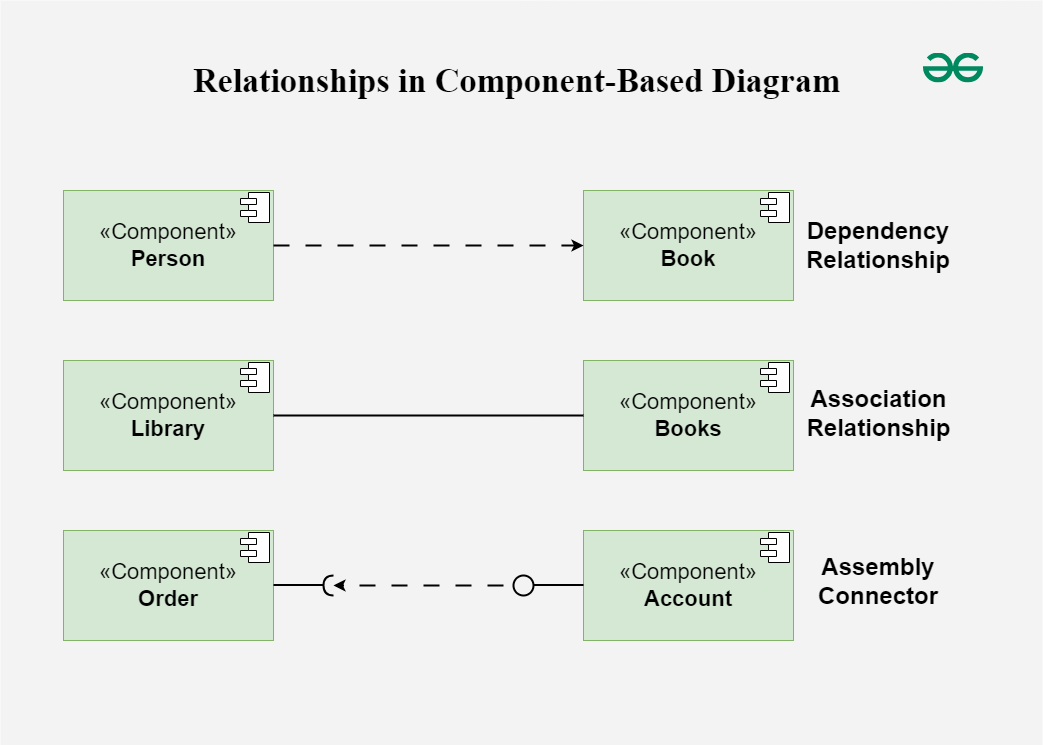 Relationships in Component-Based Diagram
«Component»
Person
«Component»
Book
Dependency
Relationship
«Component»
Library
«Component»
Books
Association
Relationship
«Component»
Order
«Component»
Account
Assembly
Connector